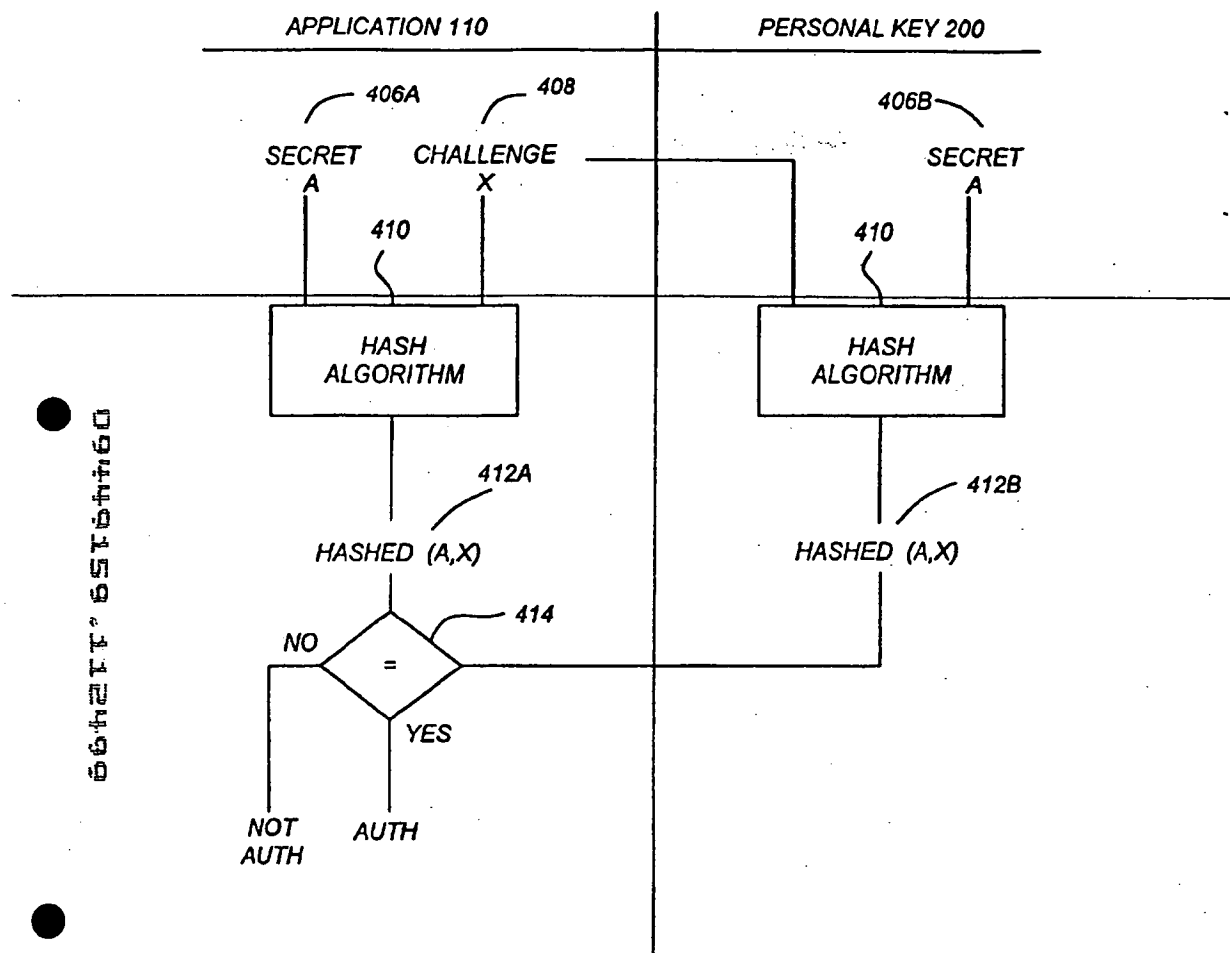 APPLICATION 110
PERSONAL KEY 200
406A
408
406B
SECRET
A
CHALLENGE
X
SECRET
A
410
410
HASH
ALGORITHM
HASH
ALGORITHM
412A
412B
HASHED (A,X)
HASHED (A,X)
414
NO
=
YES
NOT
AUTH
AUTH